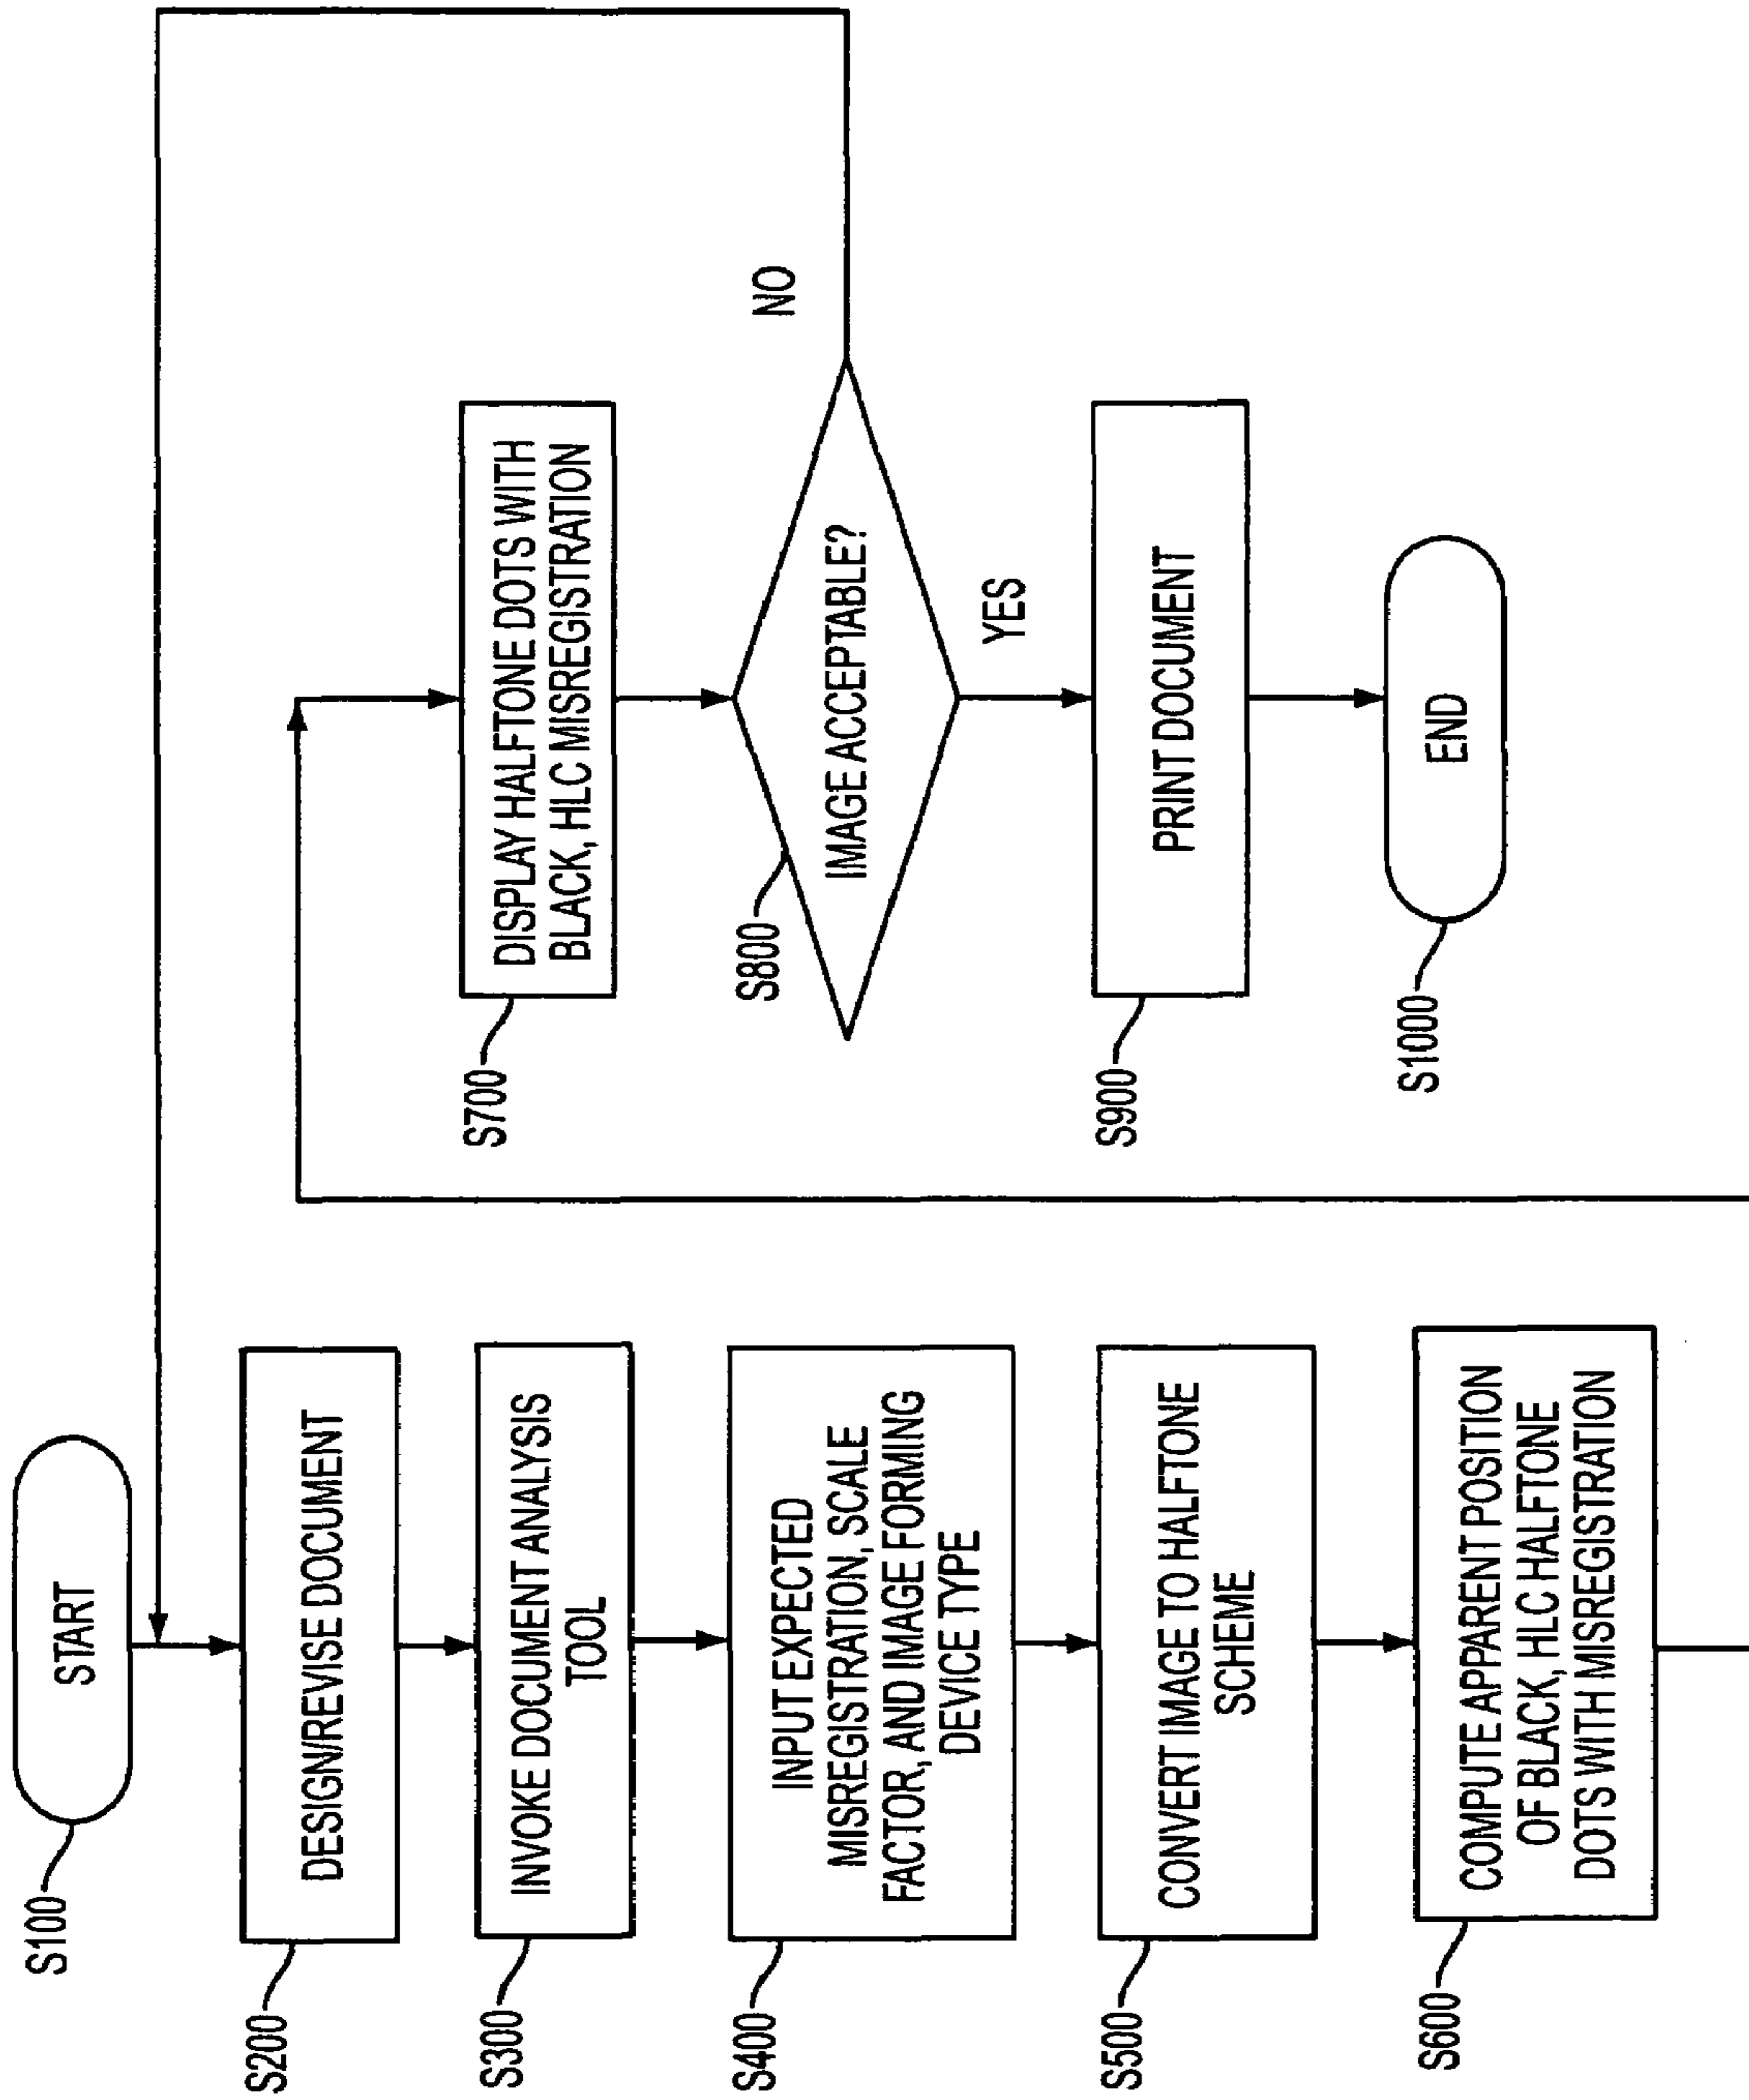 START
S100
DESIGN/REVISE DOCUMENT
S200
INVOKE DOCUMENT ANALYSIS
TOOL
S300
INPUT EXPECTED
MISREGISTRATION, SCALE
FACTOR, AND IMAGE FORMING
DEVICE TYPE
S400
CONVERT IMAGE TO HALFTONE
SCHEME
S500
COMPUTE APPARENT POSITION
OF BLACK, HLC HALFTONE
DOTS WITH MISREGISTRATION
S600
DISPLAY HALFTONE DOTS WITH
BLACK, HLC MISREGISTRATION
S700
IMAGE ACCEPTABLE?
S800
NO
YES
PRINT DOCUMENT
S900
END
S1000